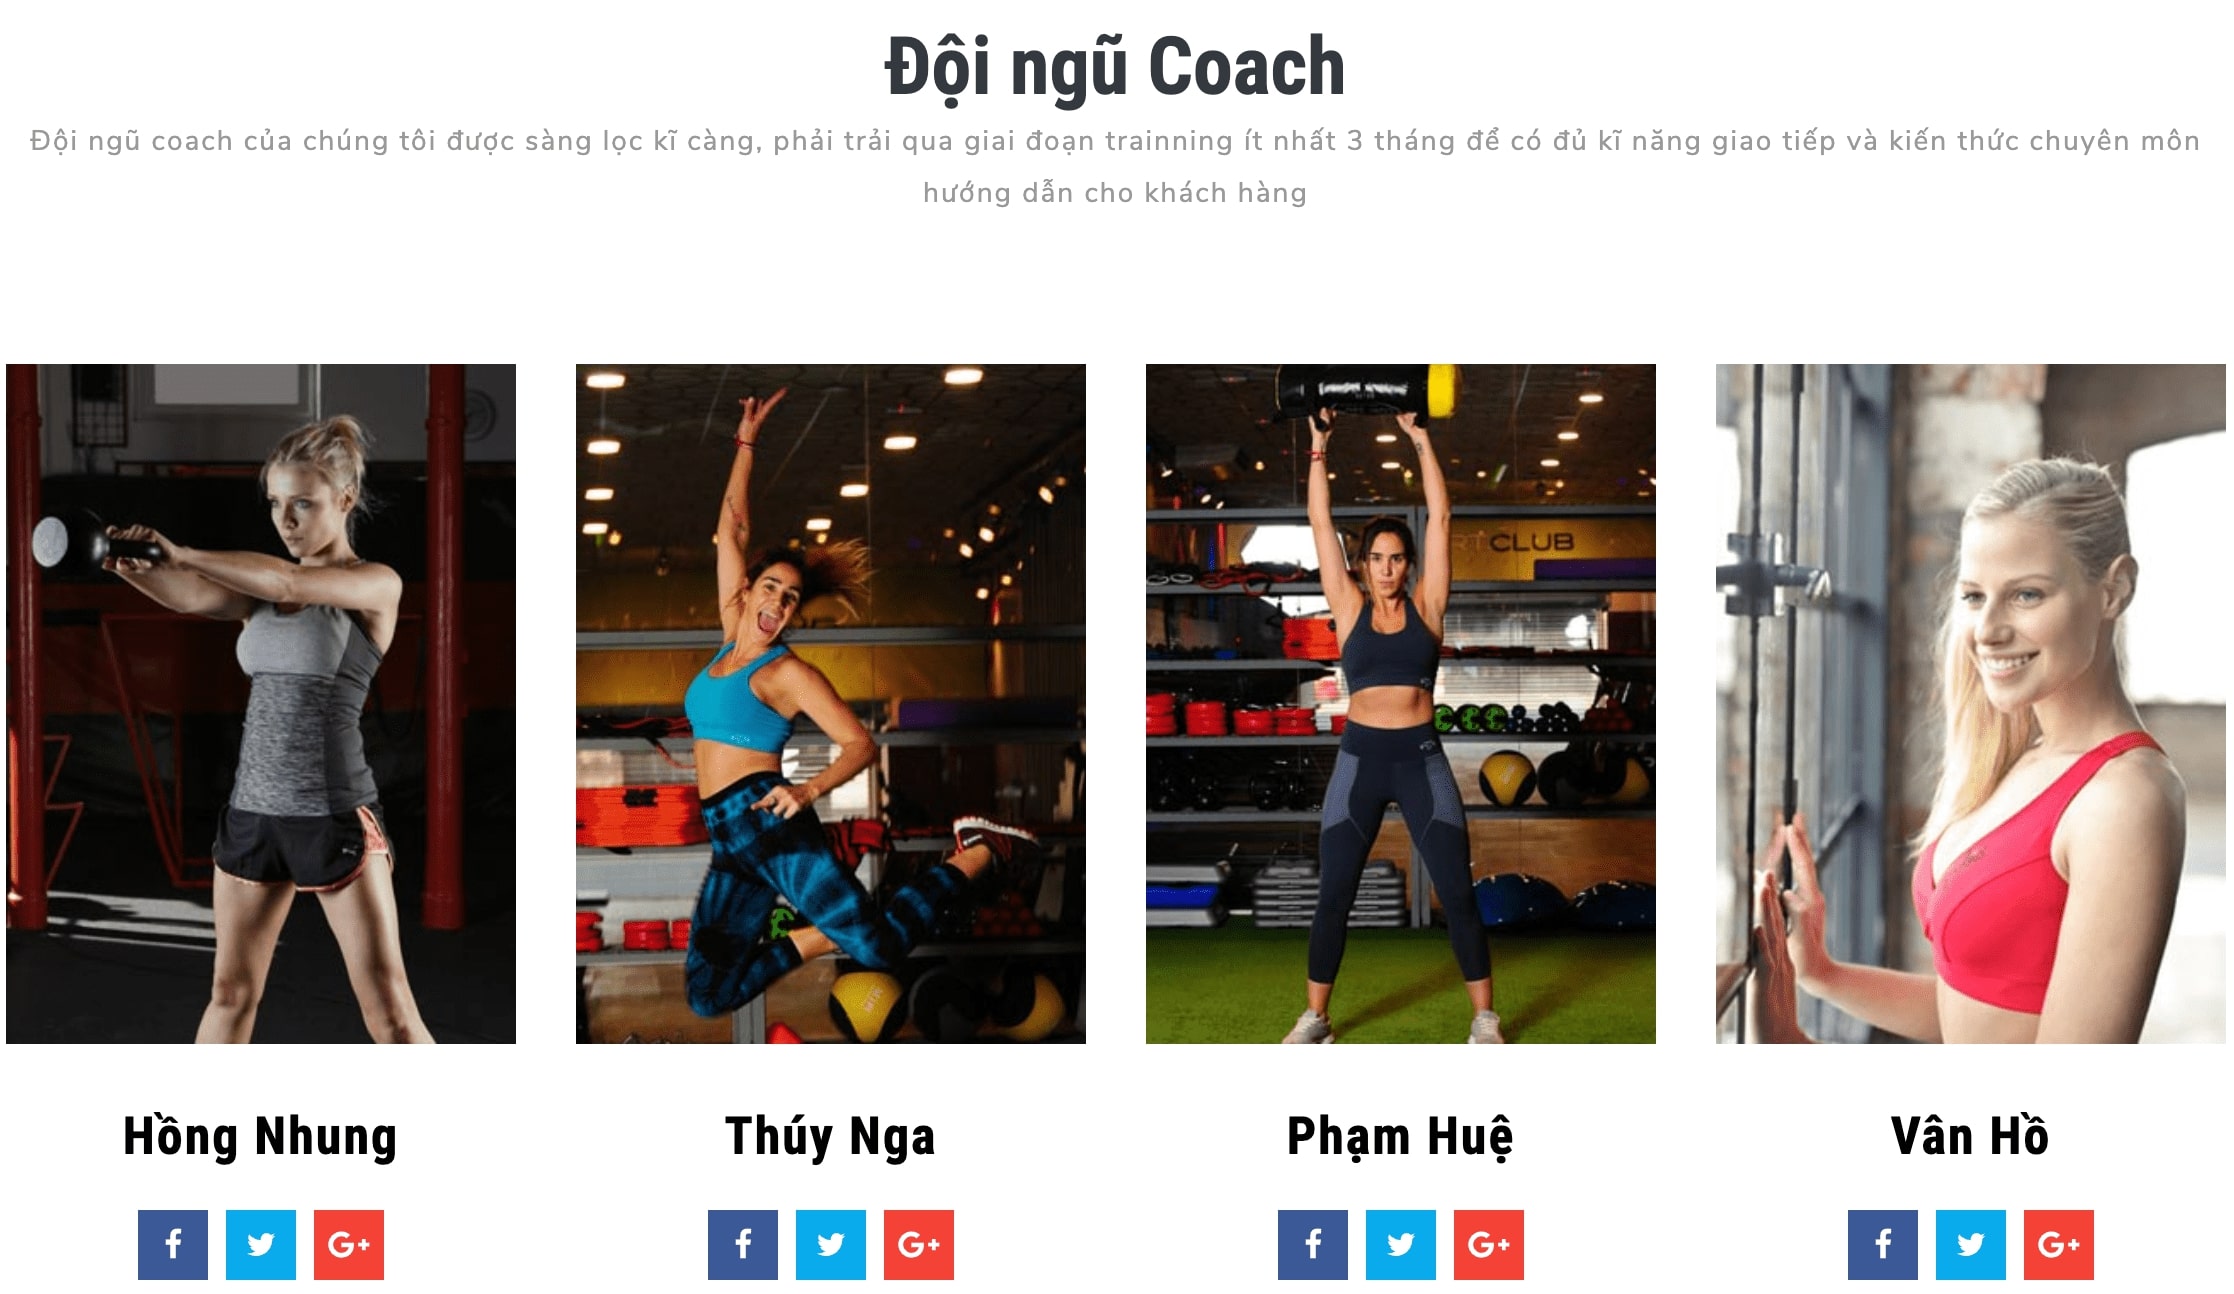 Đội ngũ Coach
Đội ngũ coach của chúng tôi được sàng lọc kĩ càng, phải trải qua giai đoạn trainning ít nhất 3 tháng để có đủ kĩ năng giao tiếp và kiến thức chuyên môn
hướng dẫn cho khách hàng
CLUB
Hồng Nhung
Thúy Nga
Phạm Huệ
Vân Hồ
f
G+
f
G+
f
G+
f
G+